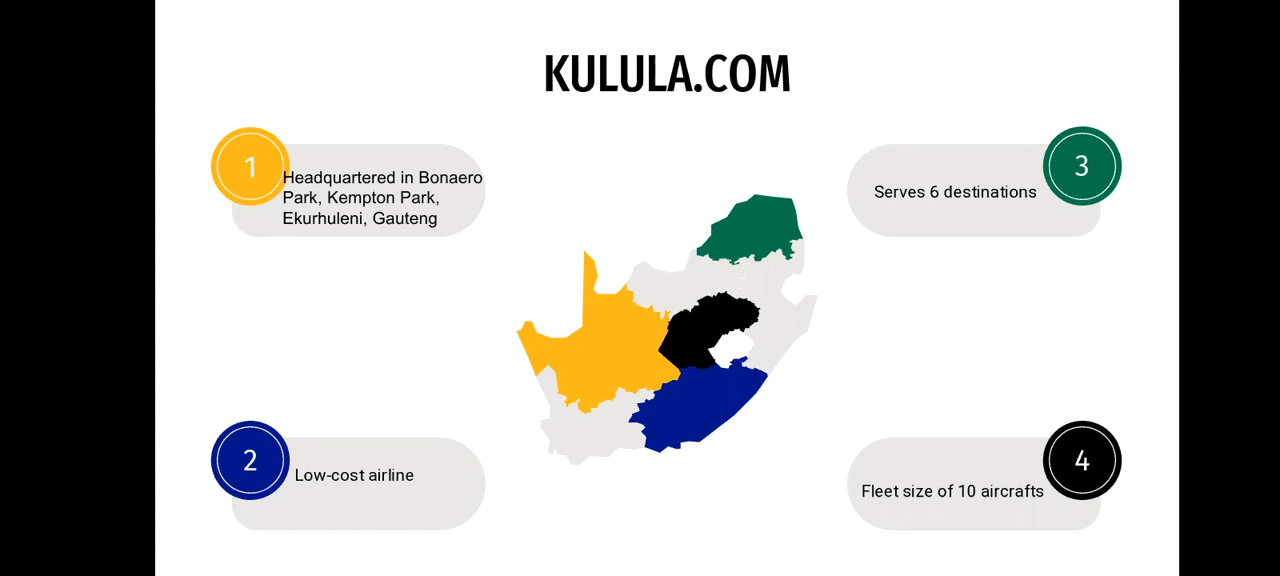 KULULA.COM
1
Headquartered in Bonaero
Park, Kempton Park,
Ekurhuleni, Gauteng
2
Low-cost airline
3
Serves 6 destinations
4
Fleet size of 10 aircrafts